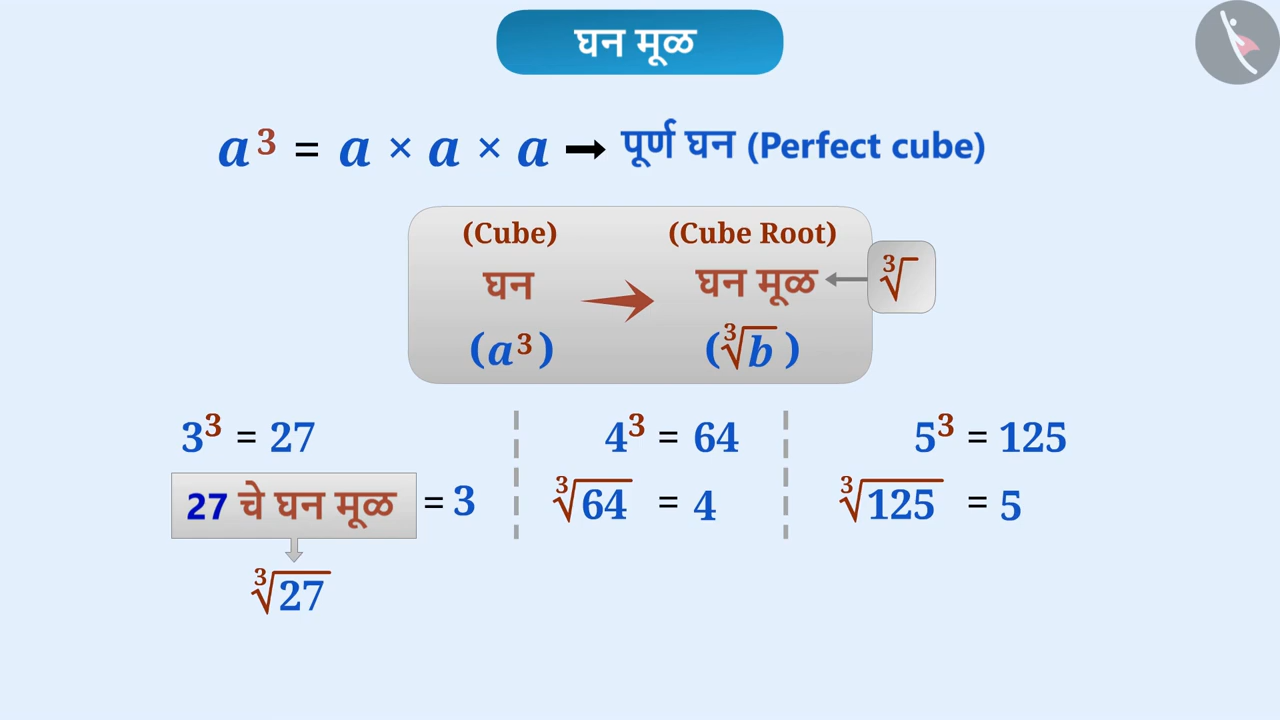 घन मूळ
a³ = a × a × a → पूर्ण घन (Perfect cube)
(Cube) (Cube Root)
घन → घन मूळ ← ∛
(a³) (∛b)
3³ = 27
27 चे घन मूळ = 3
∛27
4³ = 64
∛64 = 4
5³ = 125
∛125 = 5